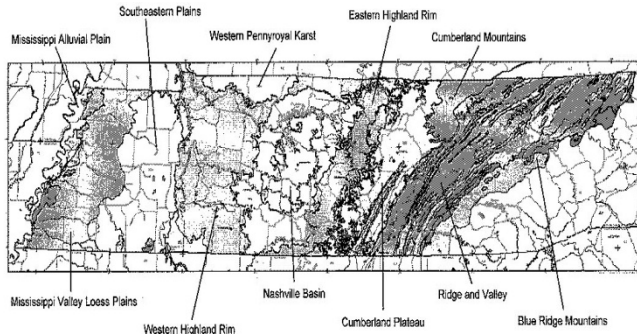 Southeastern Plains
Eastern Highland Rim
Mississippi Alluvial Plain
Western Pennyroyal Karst
Cumberland Mountains
Mississippi Valley Loess Plains
Nashville Basin
Ridge and Valley
Western Highland Rim
Cumberland Plateau
Blue Ridge Mountains